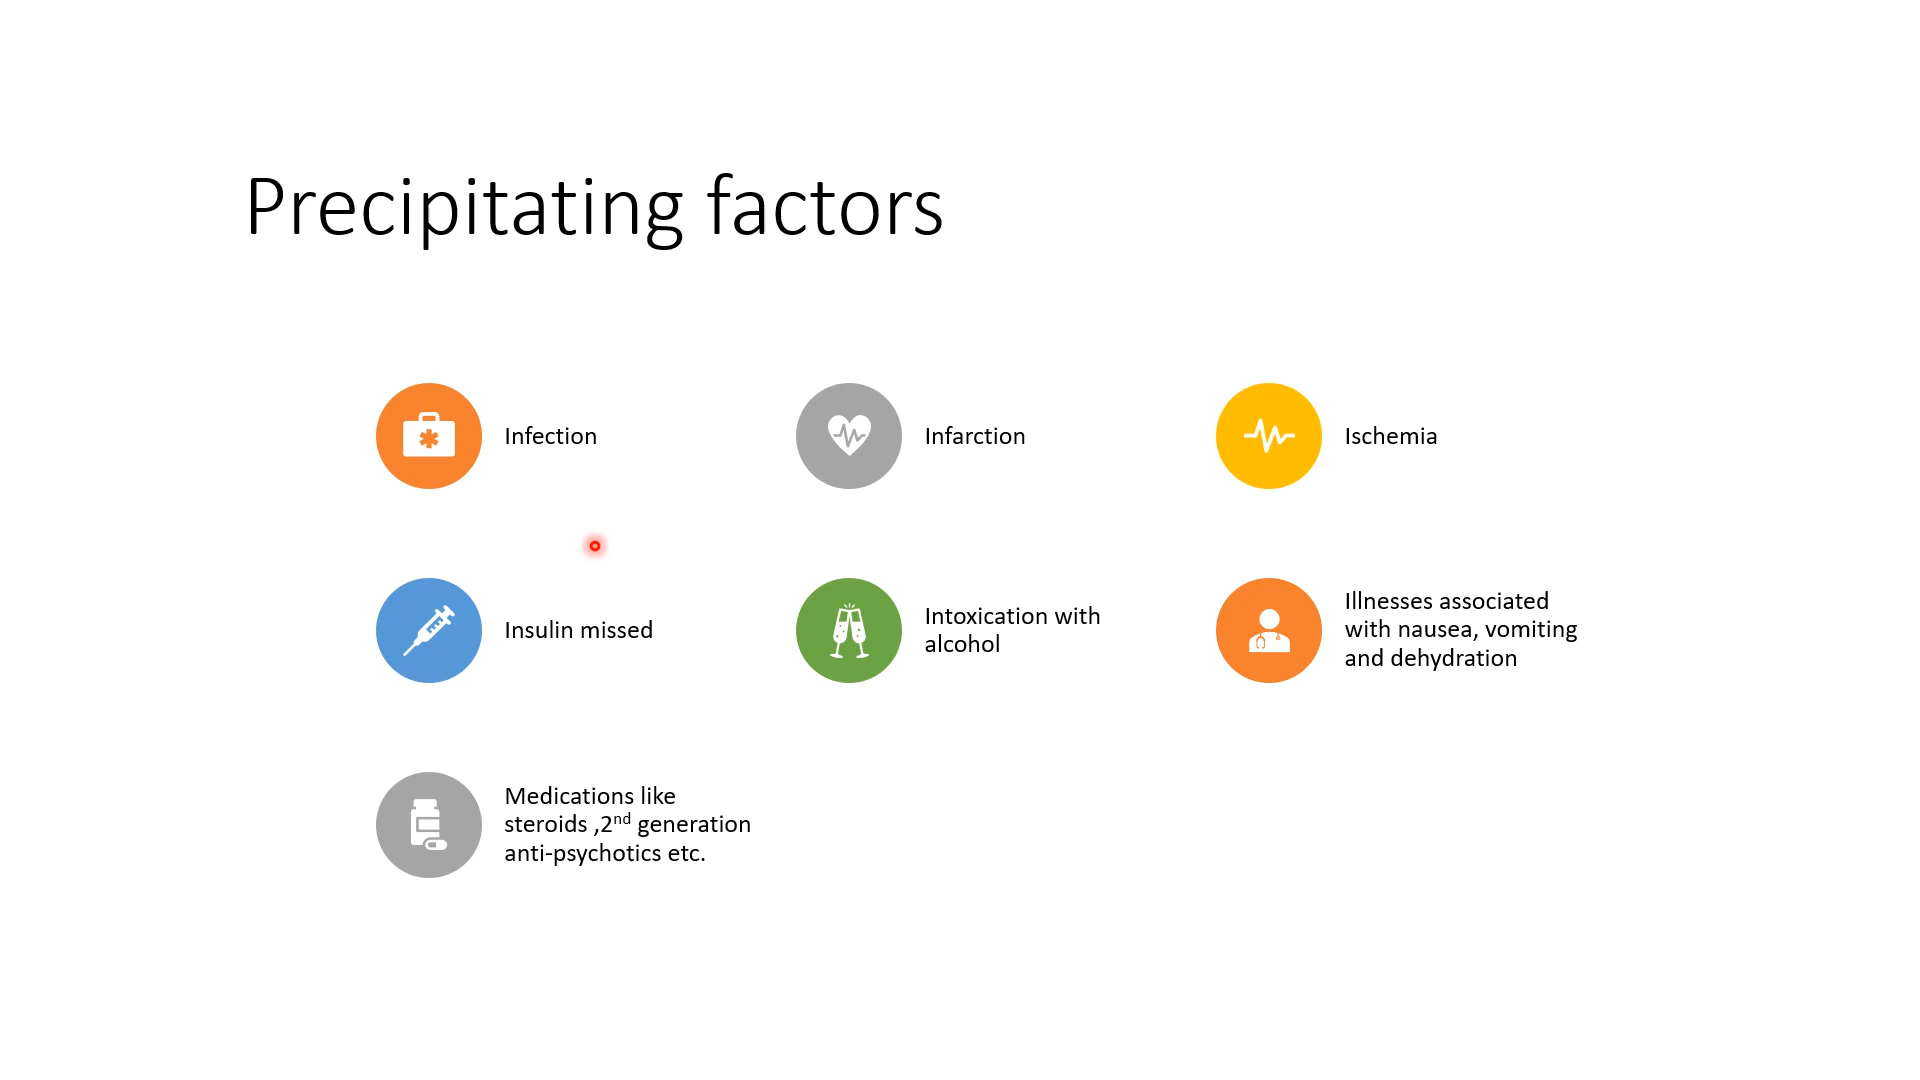 Precipitating factors
Infection
Infarction
Ischemia
Insulin missed
Intoxication with
alcohol
Illnesses associated
with nausea, vomiting
and dehydration
Medications like
steroids ,2nd generation
anti-psychotics etc.